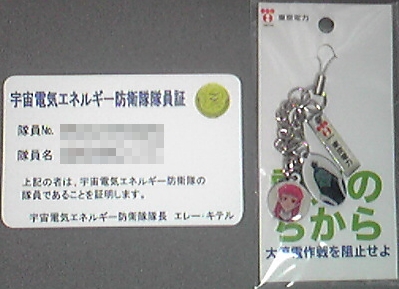 宇宙電気エネルギー防衛隊隊員証
隊員No.
隊員名
上記の者は、宇宙電気エネルギー防衛隊の
隊員であることを証明します。
宇宙電気エネルギー防衛隊隊長 エレー・キテル
東京電力
の
ちから
大停電作戦を阻止せよ